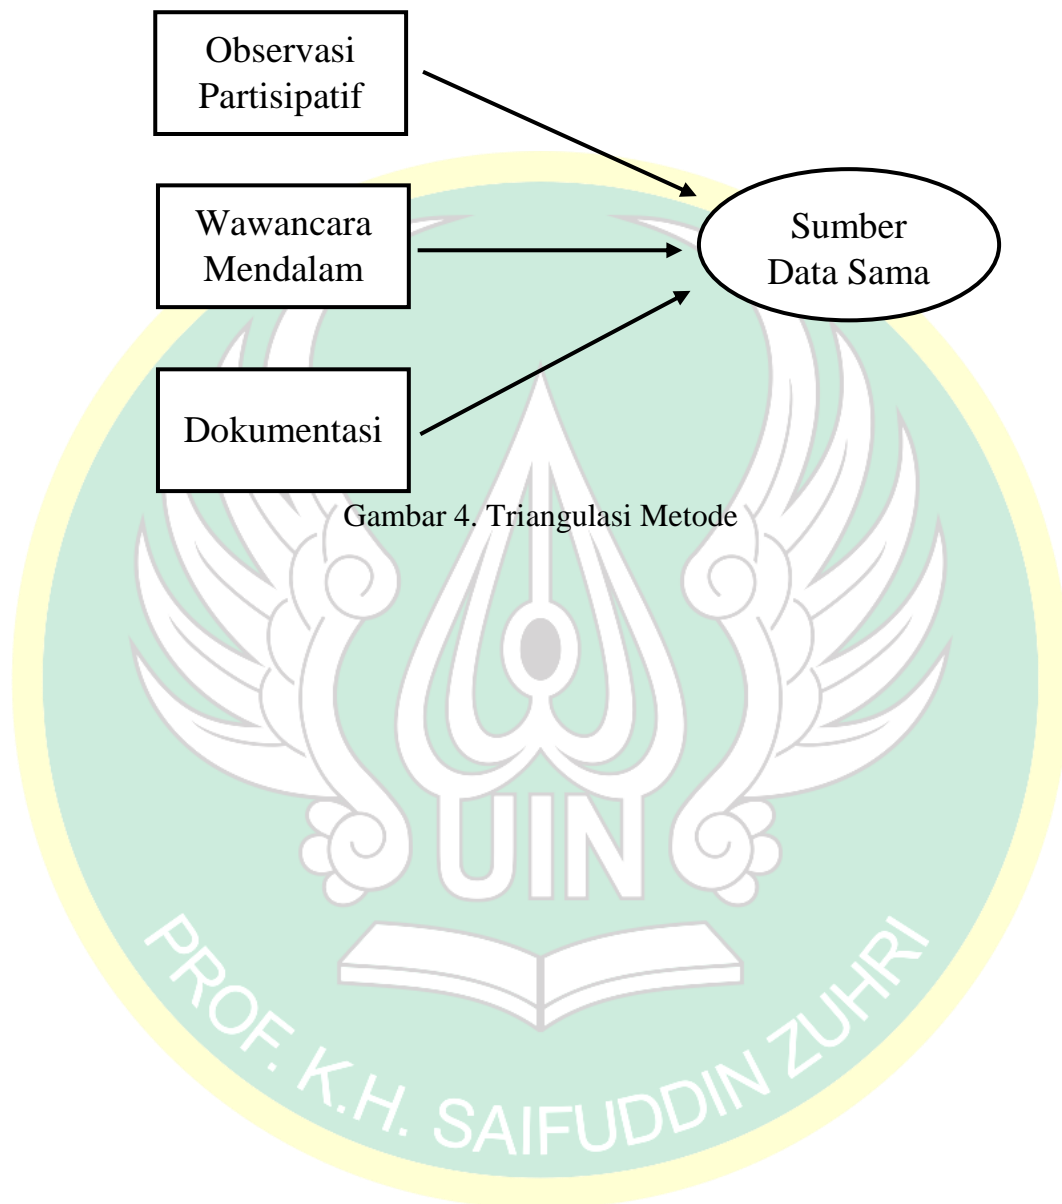 Observasi
Partisipatif
Wawancara
Mendalam
Sumber
Data Sama
Dokumentasi
Gambar 4. Triangulasi Metode
UIN
PROF. K.H. SAIFUDDIN ZUHRI